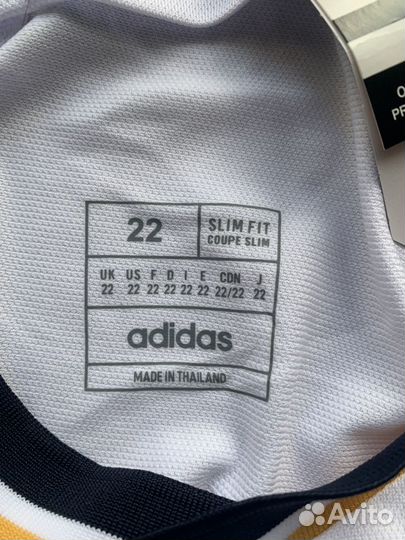 O
PR
22
SLIM FIT
COUPE SLIM
UK US F D I E CDN J
22 22 22 22 22 22 22/22 22
adidas
MADE IN THAILAND
Avito